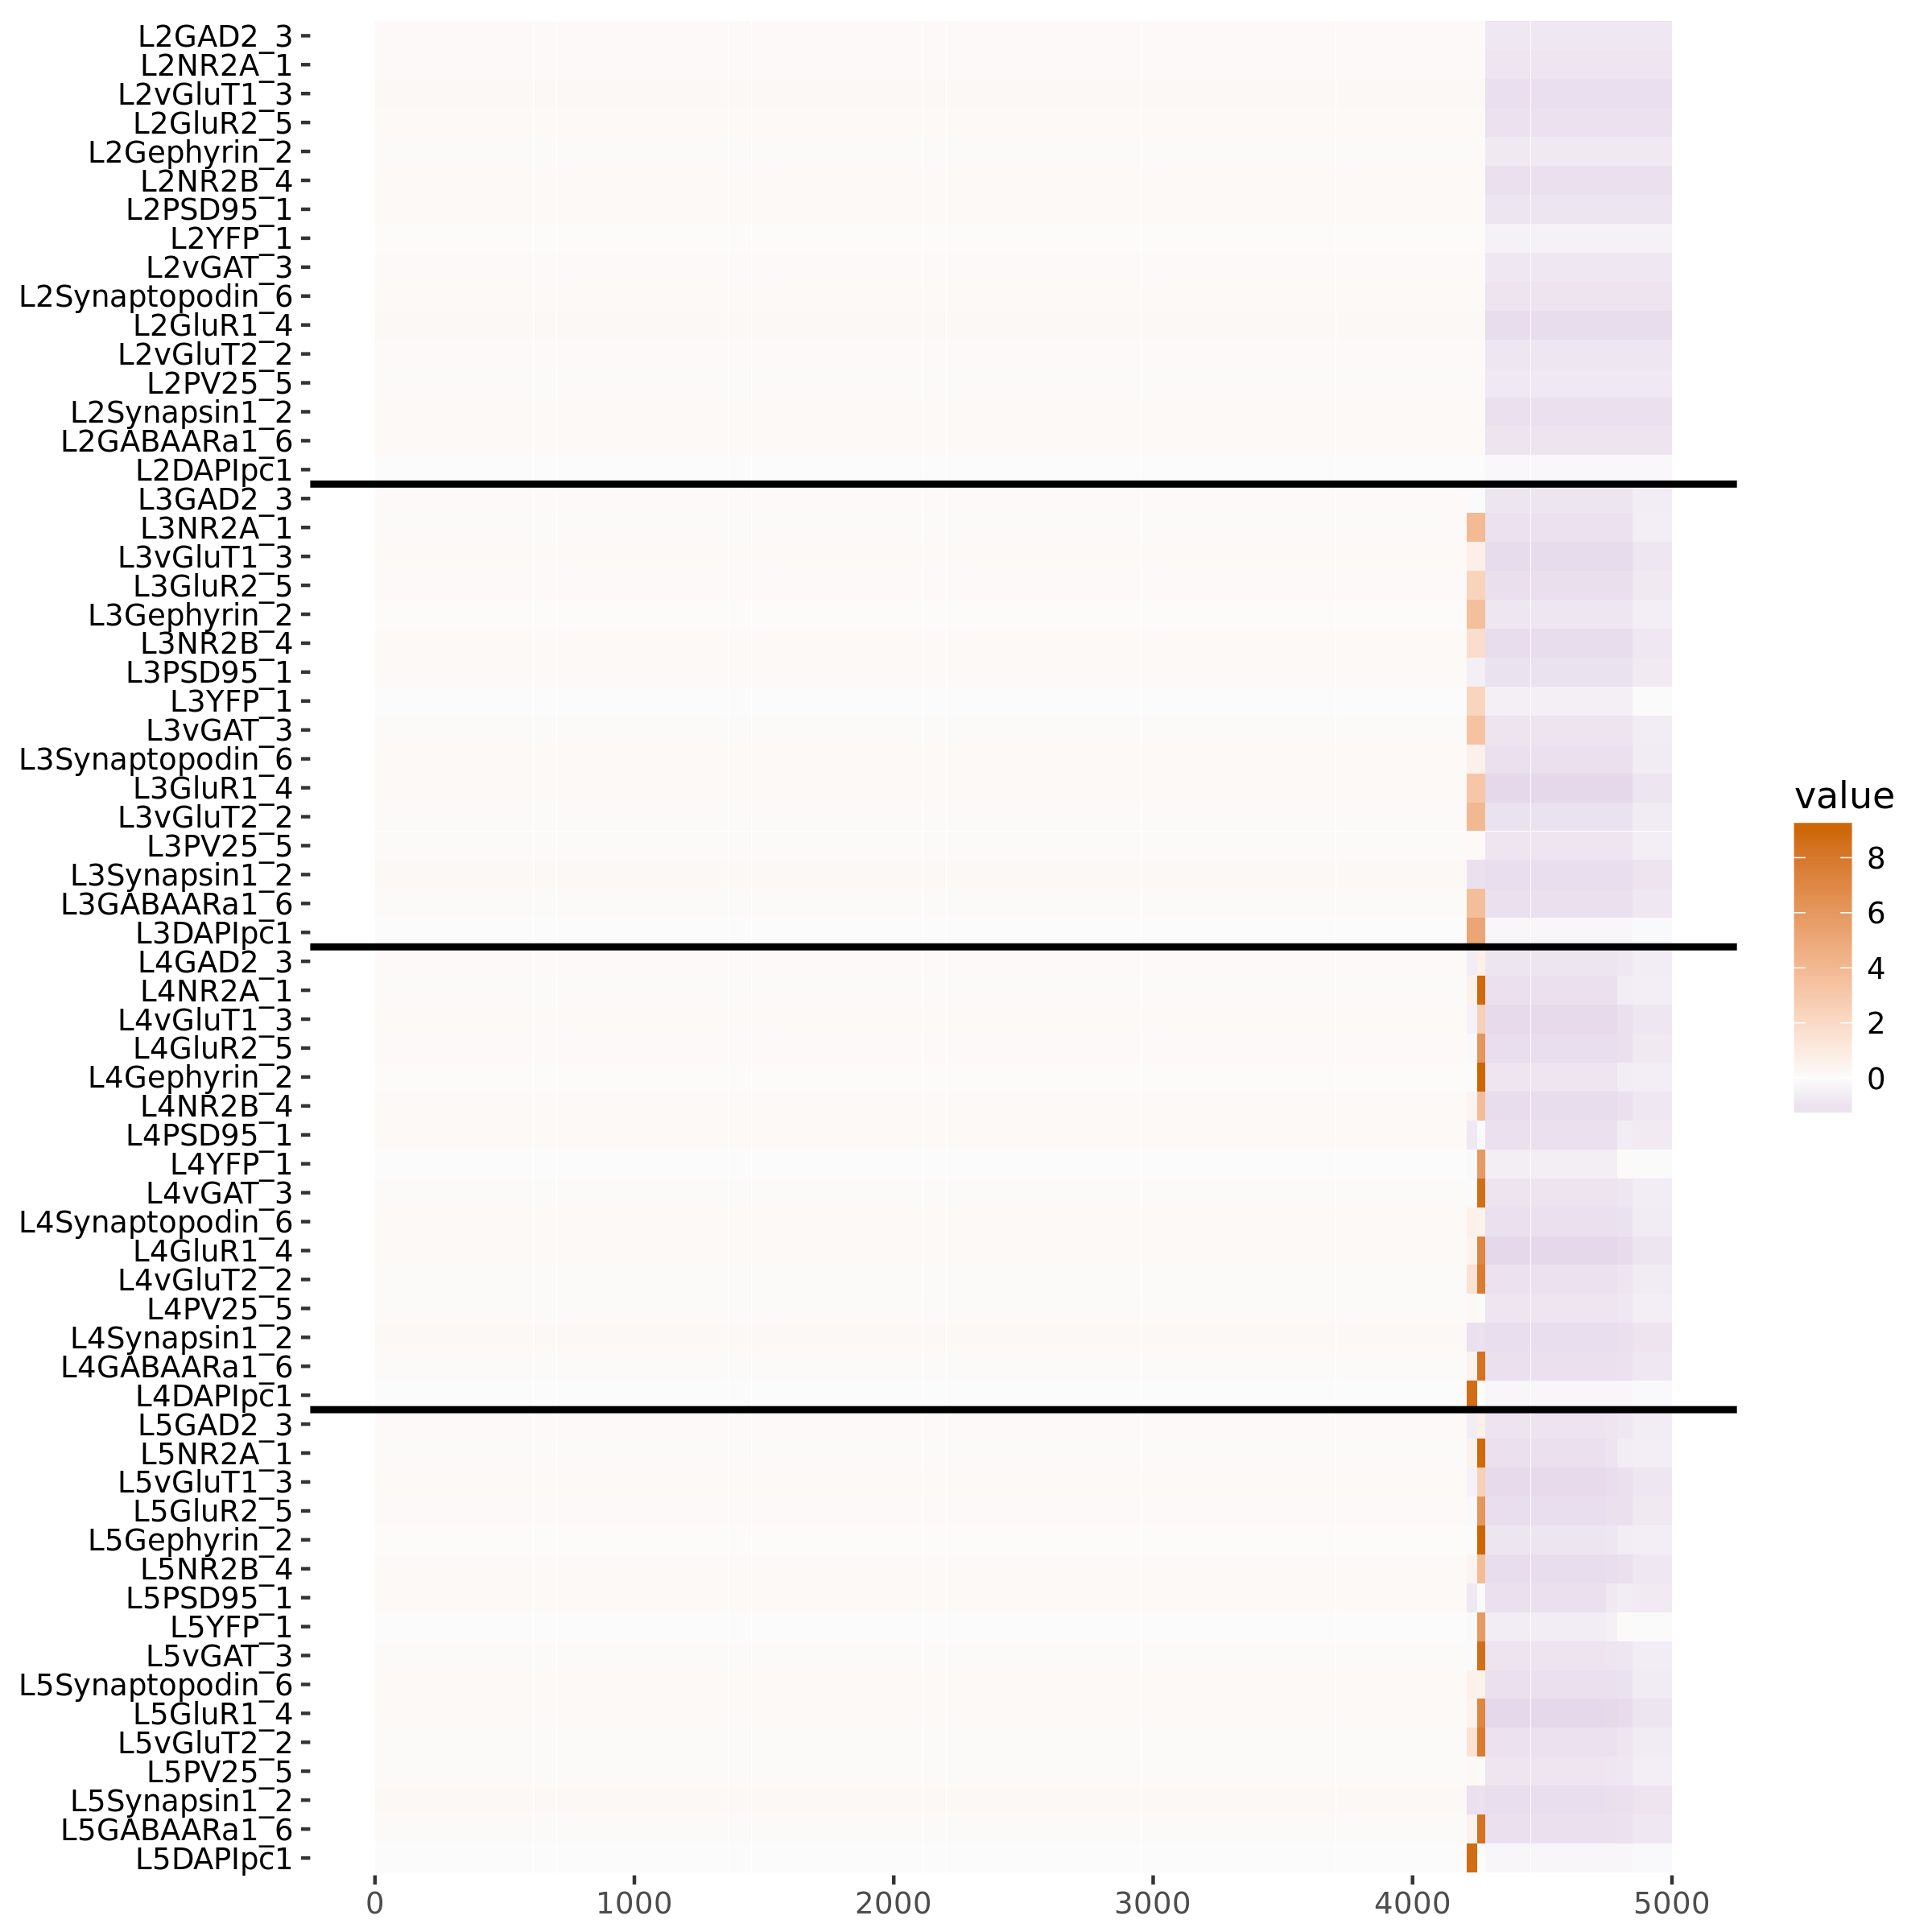 L2GAD2_3
L2NR2A_1
L2vGluT1_3
L2GluR2_5
L2Gephyrin_2
L2NR2B_4
L2PSD95_1
L2YFP_1
L2vGAT_3
L2Synaptopodin_6
L2GluR1_4
L2vGluT2_2
L2PV25_5
L2Synapsin1_2
L2GABAARa1_6
L2DAPIpc1
L3GAD2_3
L3NR2A_1
L3vGluT1_3
L3GluR2_5
L3Gephyrin_2
L3NR2B_4
L3PSD95_1
L3YFP_1
L3vGAT_3
L3Synaptopodin_6
L3GluR1_4
L3vGluT2_2
L3PV25_5
L3Synapsin1_2
L3GABAARa1_6
L3DAPIpc1
L4GAD2_3
L4NR2A_1
L4vGluT1_3
L4GluR2_5
L4Gephyrin_2
L4NR2B_4
L4PSD95_1
L4YFP_1
L4vGAT_3
L4Synaptopodin_6
L4GluR1_4
L4vGluT2_2
L4PV25_5
L4Synapsin1_2
L4GABAARa1_6
L4DAPIpc1
L5GAD2_3
L5NR2A_1
L5vGluT1_3
L5GluR2_5
L5Gephyrin_2
L5NR2B_4
L5PSD95_1
L5YFP_1
L5vGAT_3
L5Synaptopodin_6
L5GluR1_4
L5vGluT2_2
L5PV25_5
L5Synapsin1_2
L5GABAARa1_6
L5DAPIpc1
0 1000 2000 3000 4000 5000
value
8
6
4
2
0